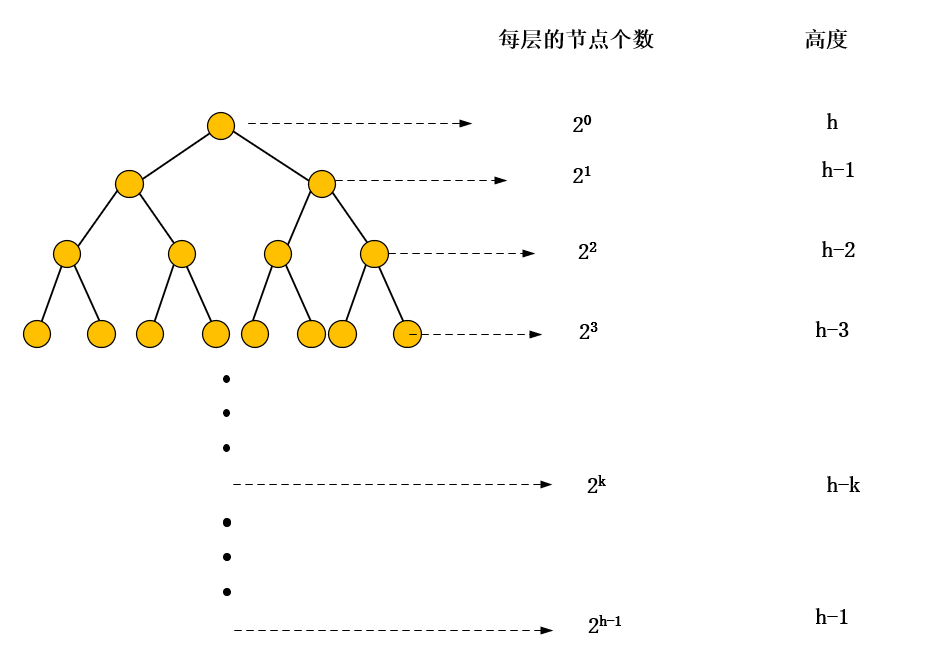 每层的节点个数 高度
2⁰ h
2¹ h-1
2² h-2
2³ h-3
2ᵏ h-k
2ʰ⁻¹ h-1